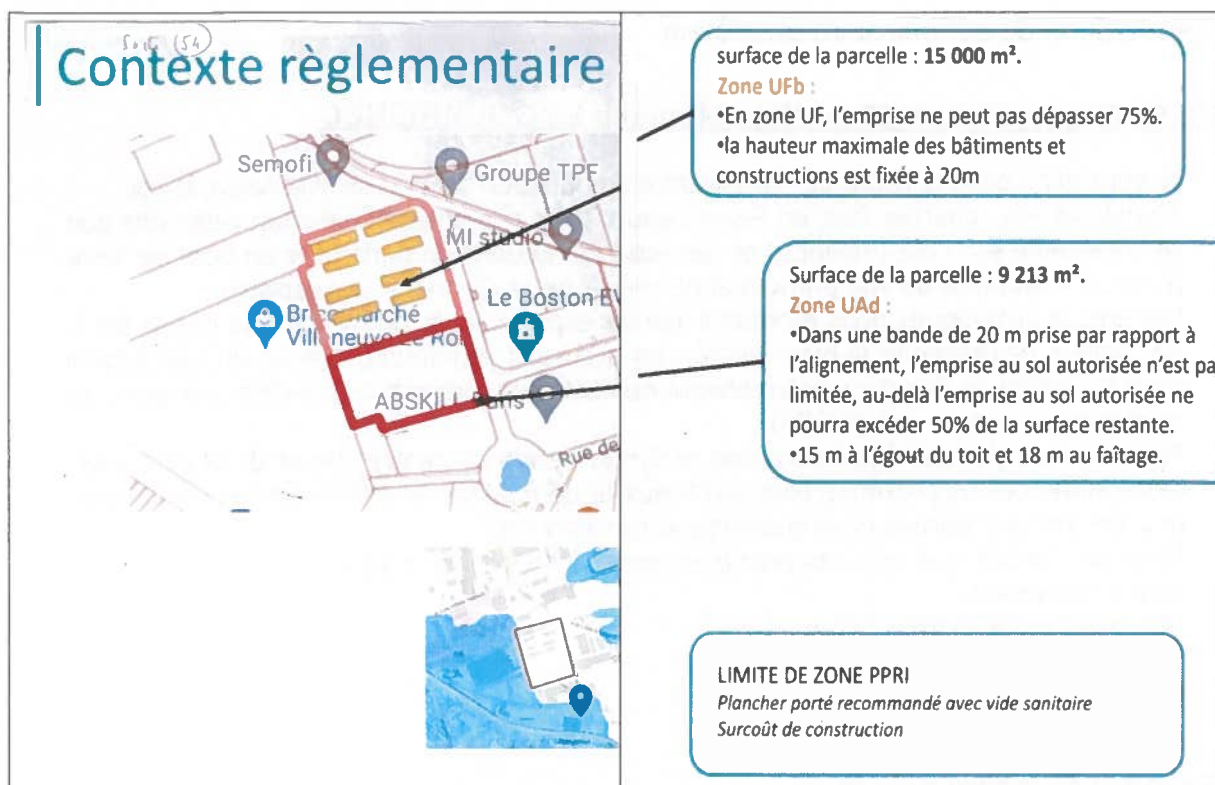 Contexte règlementaire
(54)
Semofi
Groupe TPF
MI studio
Le Boston
Villeneuve Le Roi
ABSKILL Paris
Rue de
surface de la parcelle : 15 000 m².
Zone UFb :
•En zone UF, l'emprise ne peut pas dépasser 75%.
•la hauteur maximale des bâtiments et
constructions est fixée à 20m
Surface de la parcelle : 9 213 m².
Zone UAd :
•Dans une bande de 20 m prise par rapport à
l'alignement, l'emprise au sol autorisée n'est pa
limitée, au-delà l'emprise au sol autorisée ne
pourra excéder 50% de la surface restante.
•15 m à l'égout du toit et 18 m au faîtage.
LIMITE DE ZONE PPRI
Plancher porté recommandé avec vide sanitaire
Surcoût de construction